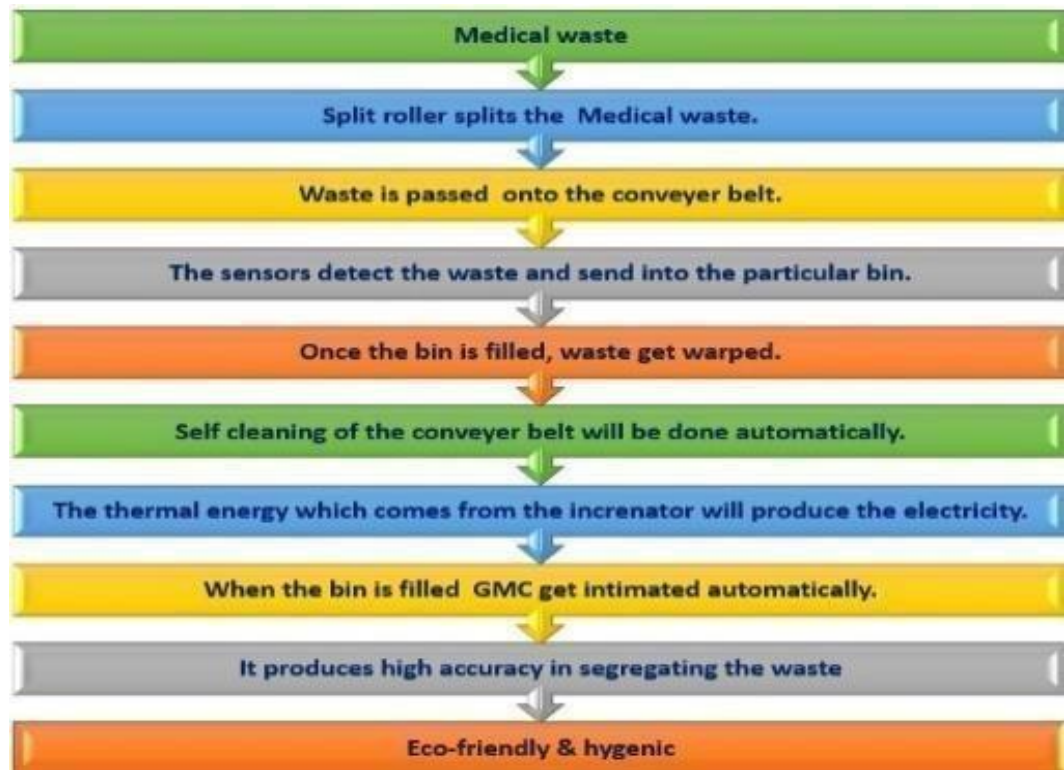 Medical waste
Split roller splits the Medical waste.
Waste is passed onto the conveyer belt.
The sensors detect the waste and send into the particular bin.
Once the bin is filled, waste get warped.
Self cleaning of the conveyer belt will be done automatically.
The thermal energy which comes from the increnator will produce the electricity.
When the bin is filled GMC get intimated automatically.
It produces high accuracy in segregating the waste
Eco-friendly & hygenic